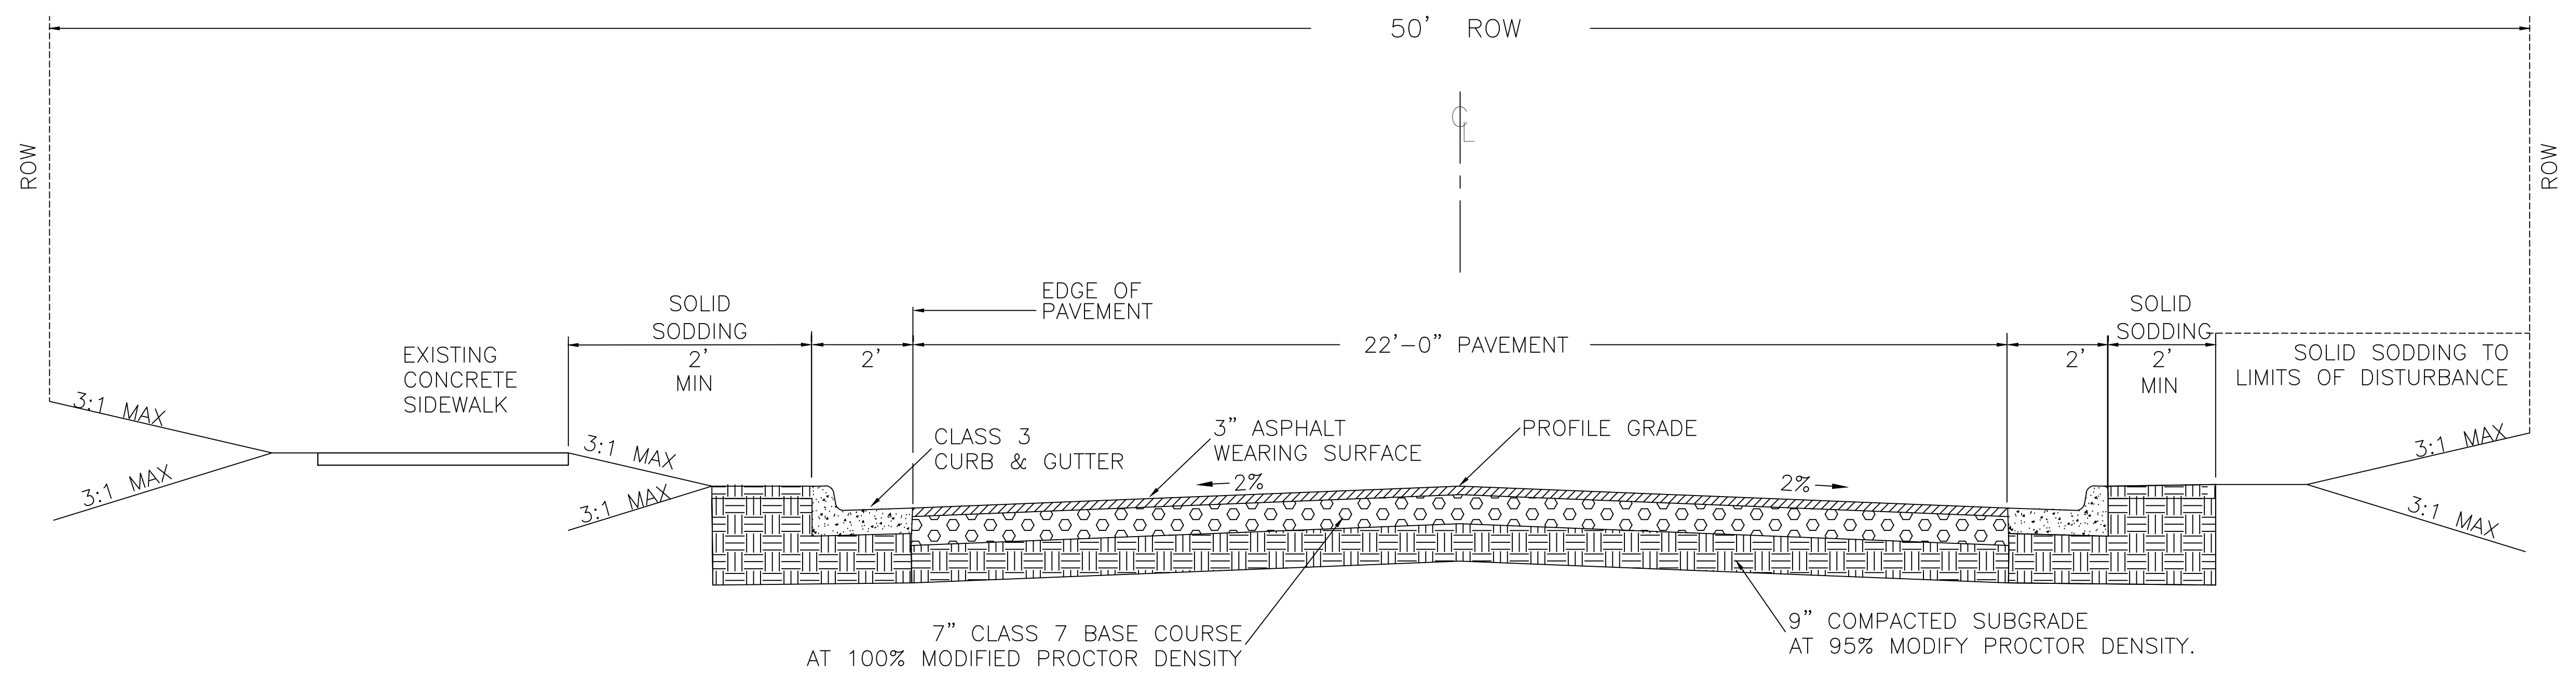 50' ROW
ROW
ROW
CL
EDGE OF
PAVEMENT
SOLID
SODDING
2'
MIN
2'
22'-0" PAVEMENT
2'
SOLID
SODDING
2'
MIN
SOLID SODDING TO
LIMITS OF DISTURBANCE
EXISTING
CONCRETE
SIDEWALK
3:1 MAX
3:1 MAX
3:1 MAX
3:1 MAX
CLASS 3
CURB & GUTTER
3" ASPHALT
WEARING SURFACE
PROFILE GRADE
2%
2%
3:1 MAX
3:1 MAX
7" CLASS 7 BASE COURSE
AT 100% MODIFIED PROCTOR DENSITY
9" COMPACTED SUBGRADE
AT 95% MODIFY PROCTOR DENSITY.